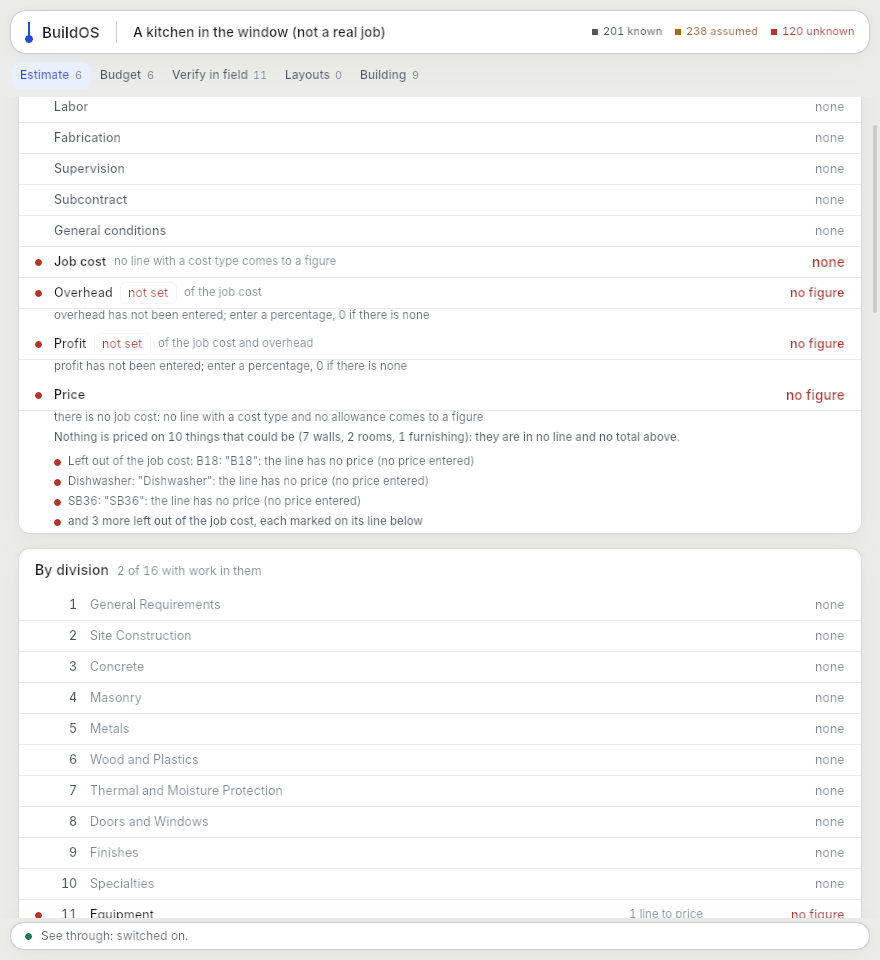 BuildOS
A kitchen in the window (not a real job)
201 known 238 assumed 120 unknown
Estimate 6 Budget 6 Verify in field 11 Layouts 0 Building 9
Labor none
Fabrication none
Supervision none
Subcontract none
General conditions none
Job cost no line with a cost type comes to a figure none
Overhead not set of the job cost no figure
overhead has not been entered; enter a percentage, 0 if there is none
Profit not set of the job cost and overhead no figure
profit has not been entered; enter a percentage, 0 if there is none
Price no figure
there is no job cost: no line with a cost type and no allowance comes to a figure
Nothing is priced on 10 things that could be (7 walls, 2 rooms, 1 furnishing): they are in no line and no total above.
Left out of the job cost: B18: "B18": the line has no price (no price entered)
Dishwasher: "Dishwasher": the line has no price (no price entered)
SB36: "SB36": the line has no price (no price entered)
and 3 more left out of the job cost, each marked on its line below
By division 2 of 16 with work in them
1 General Requirements none
2 Site Construction none
3 Concrete none
4 Masonry none
5 Metals none
6 Wood and Plastics none
7 Thermal and Moisture Protection none
8 Doors and Windows none
9 Finishes none
10 Specialties none
11 Equipment 1 line to price no figure
See through: switched on.